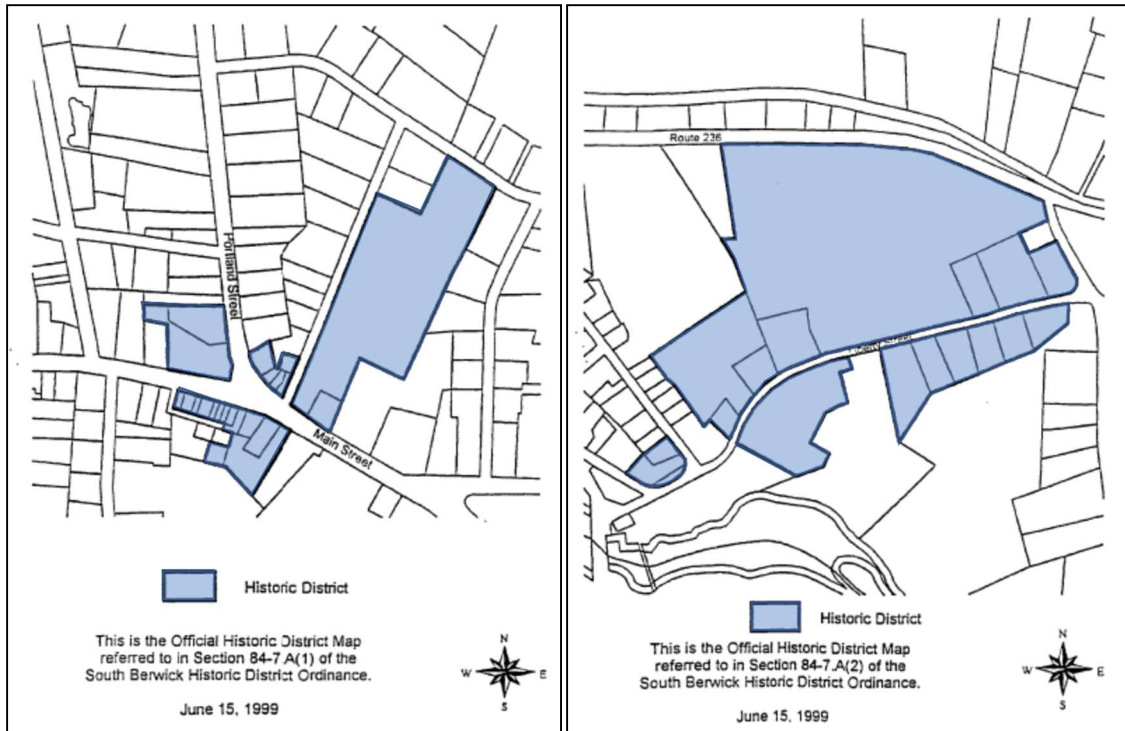 Portland Street
Main Street
Historic District
This is the Official Historic District Map
referred to in Section 84-7.A(1) of the
South Berwick Historic District Ordinance.
N
W
E
S
June 15, 1999
Route 236
Liberty Street
Historic District
This is the Official Historic District Map
referred to in Section 84-7.A(2) of the
South Berwick Historic District Ordinance.
N
W
E
S
June 15, 1999